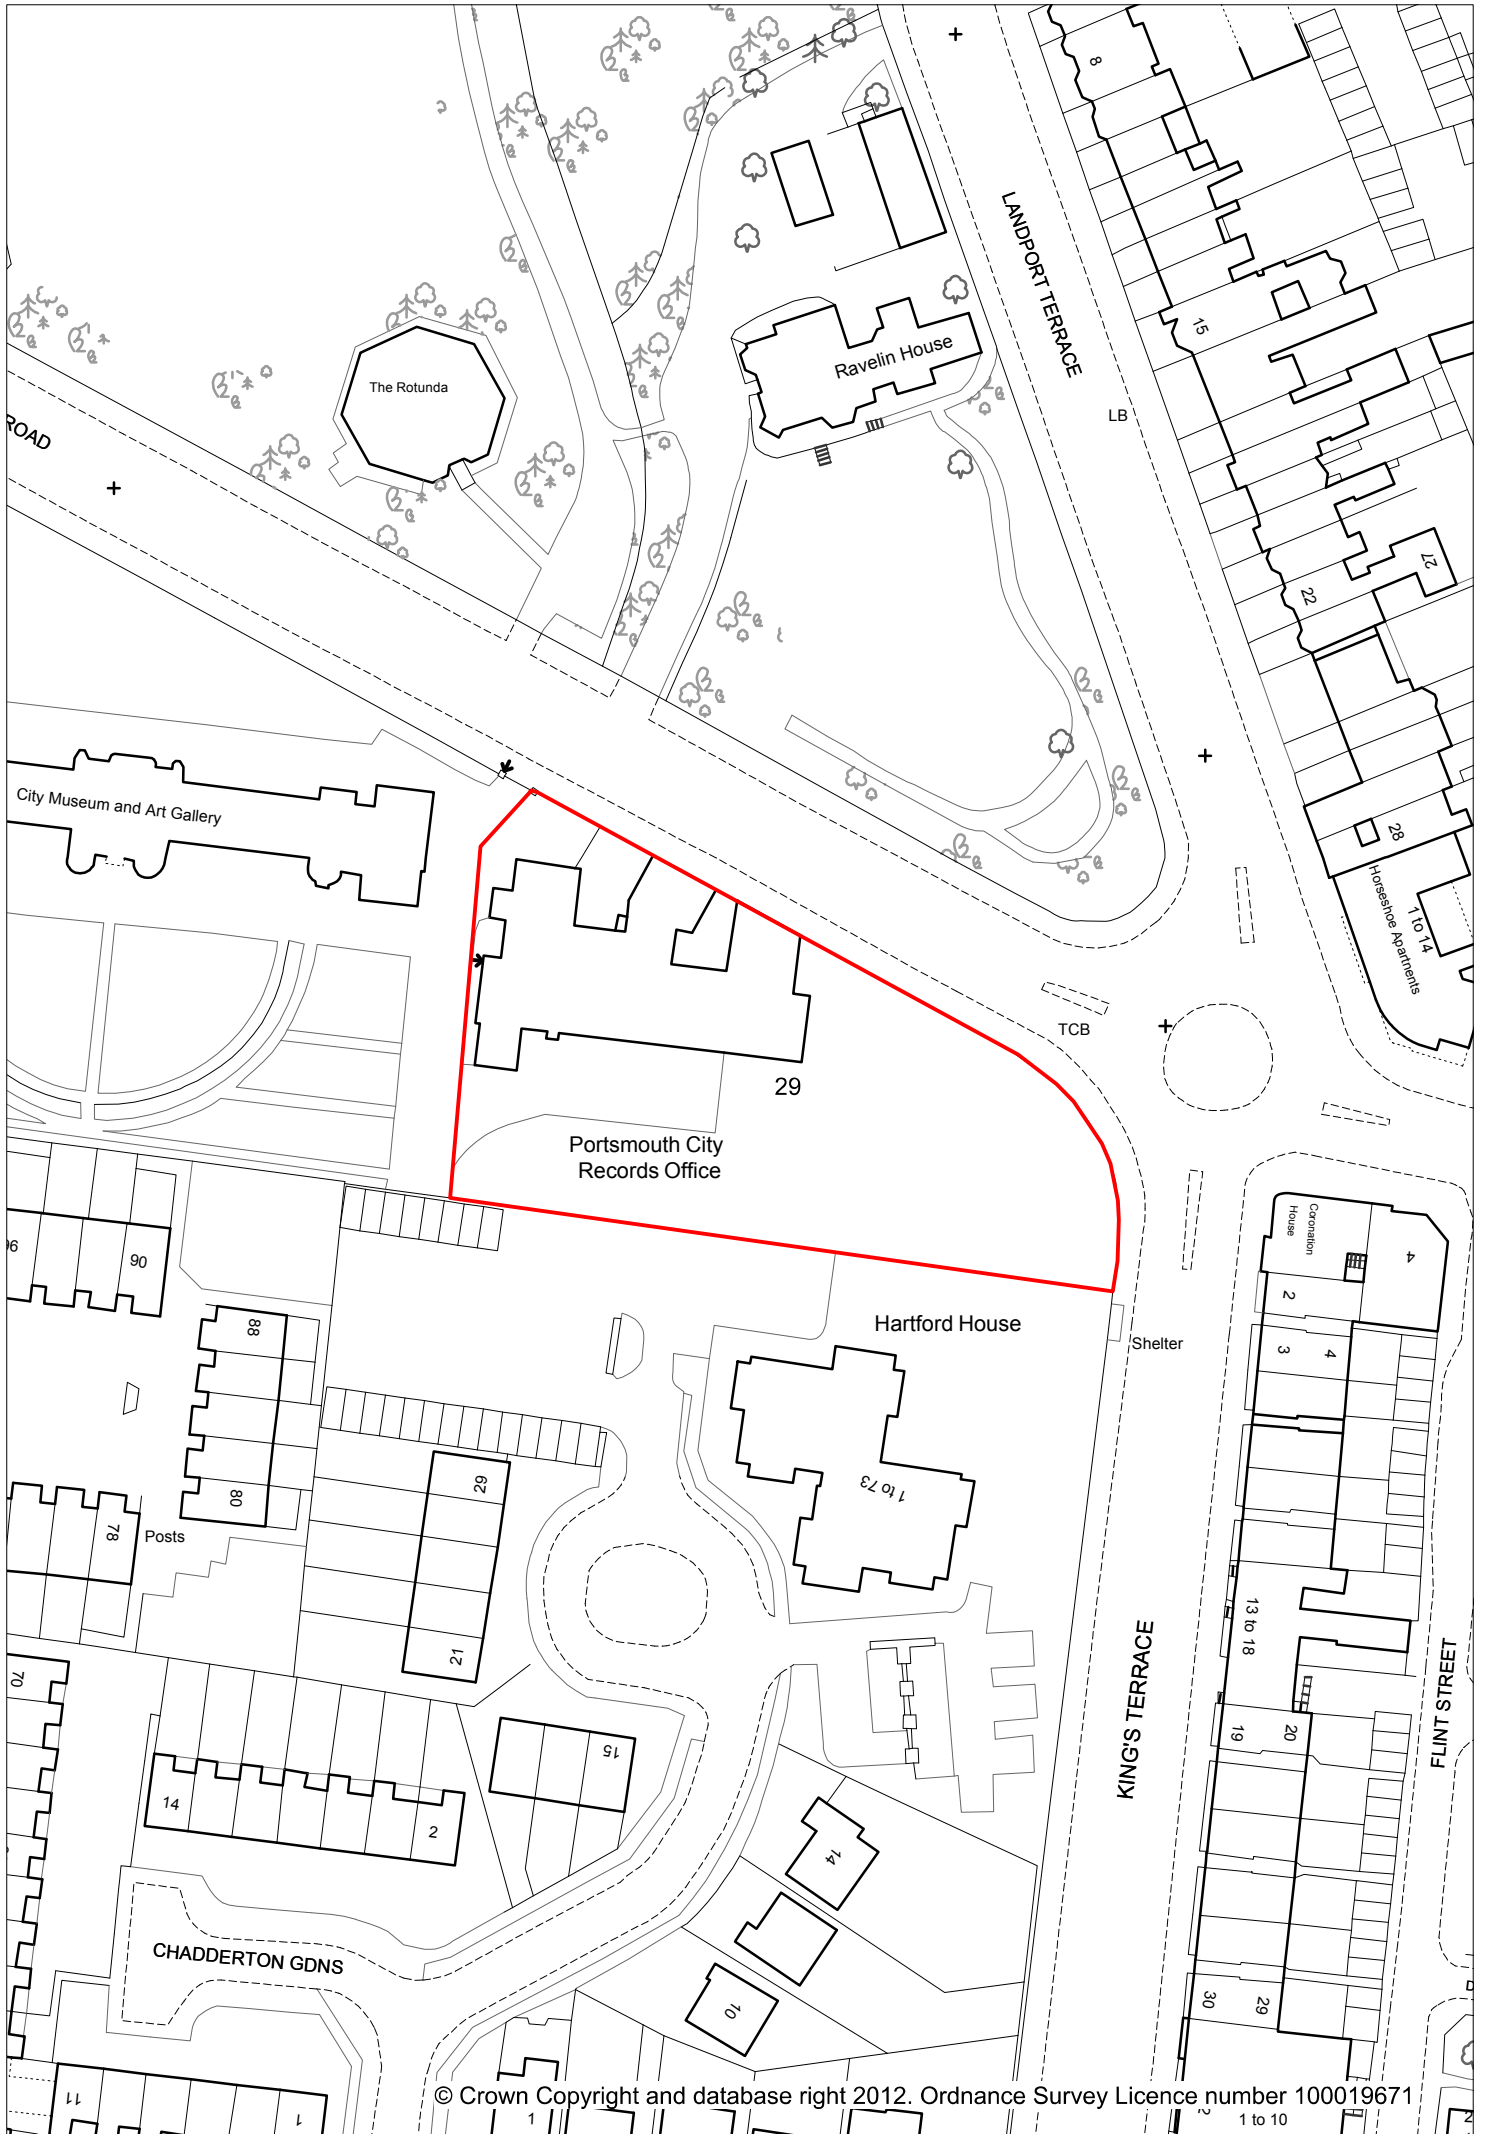 8
LANDPORT TERRACE
15
Ravelin House
The Rotunda
LB
ROAD
27
22
City Museum and Art Gallery
28
Horseshoe Apartments
1 to 14
TCB
29
Portsmouth City
Records Office
Coronation
House
4
90
2
Hartford House
88
Shelter
3
4
29
1 to 73
80
78
Posts
13 to 18
KING'S TERRACE
FLINT STREET
21
70
19
20
15
14
2
14
CHADDERTON GDNS
10
30
29
11
1
© Crown Copyright and database right 2012. Ordnance Survey Licence number 100019671
1
1 to 10